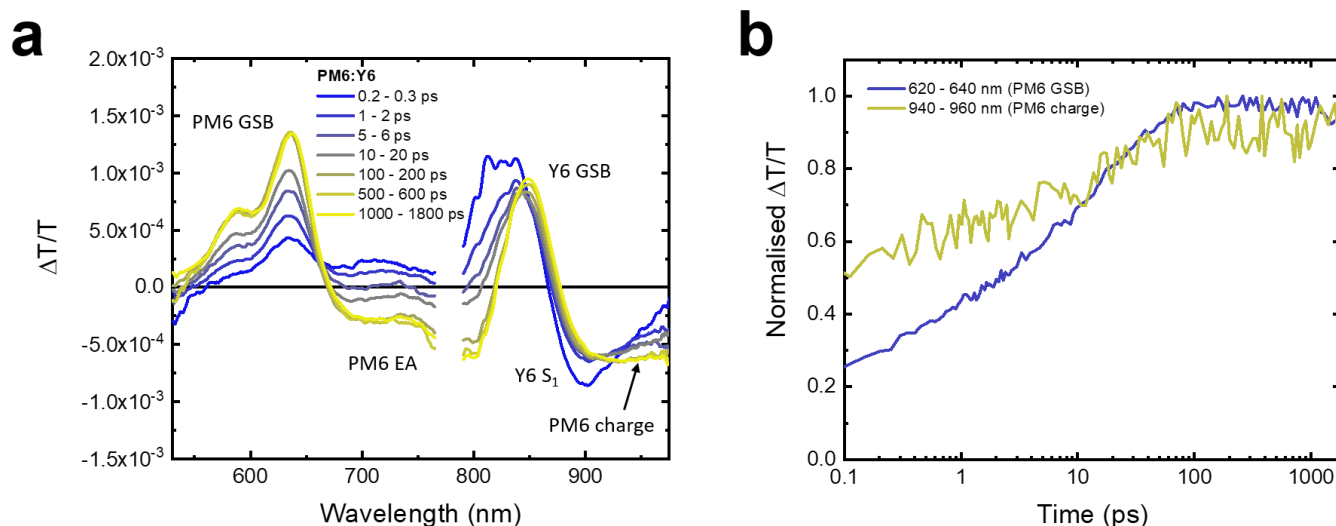 a
2.0x10⁻³
1.5x10⁻³
1.0x10⁻³
5.0x10⁻⁴
0.0
-5.0x10⁻⁴
-1.0x10⁻³
-1.5x10⁻³
ΔT/T
PM6:Y6
0.2 - 0.3 ps
1 - 2 ps
5 - 6 ps
10 - 20 ps
100 - 200 ps
500 - 600 ps
1000 - 1800 ps
PM6 GSB
Y6 GSB
PM6 EA
Y6 S₁
PM6 charge
600 700 800 900
Wavelength (nm)
b
620 - 640 nm (PM6 GSB)
940 - 960 nm (PM6 charge)
1.0
0.8
0.6
0.4
0.2
0.0
Normalised ΔT/T
0.1 1 10 100 1000
Time (ps)